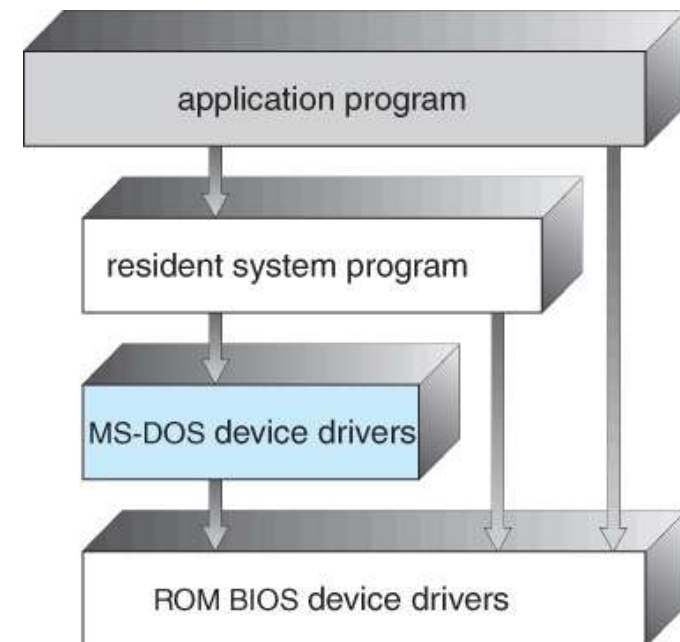 application program
resident system program
MS-DOS device drivers
ROM BIOS device drivers